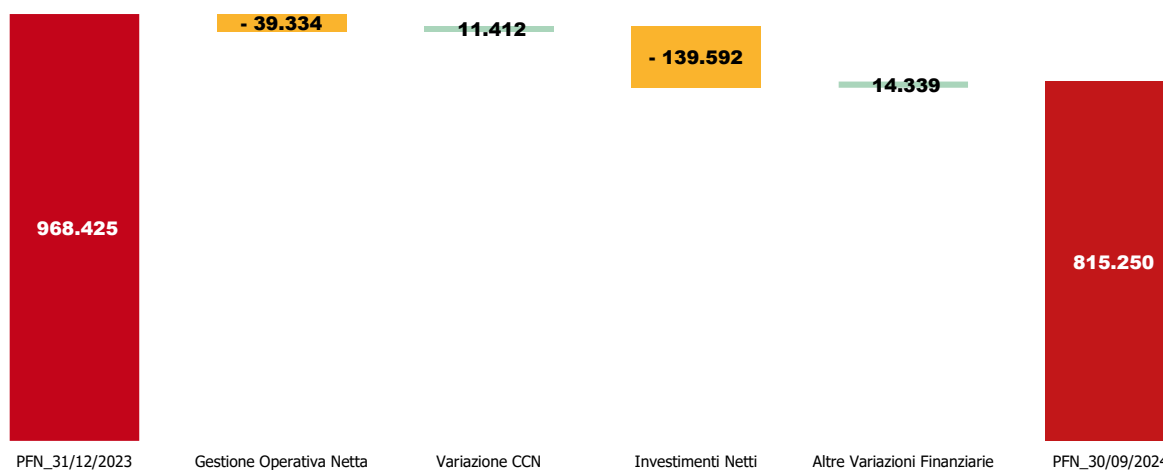 - 39.334
11.412
- 139.592
14.339
968.425
815.250
PFN_31/12/2023
Gestione Operativa Netta
Variazione CCN
Investimenti Netti
Altre Variazioni Finanziarie
PFN_30/09/2024